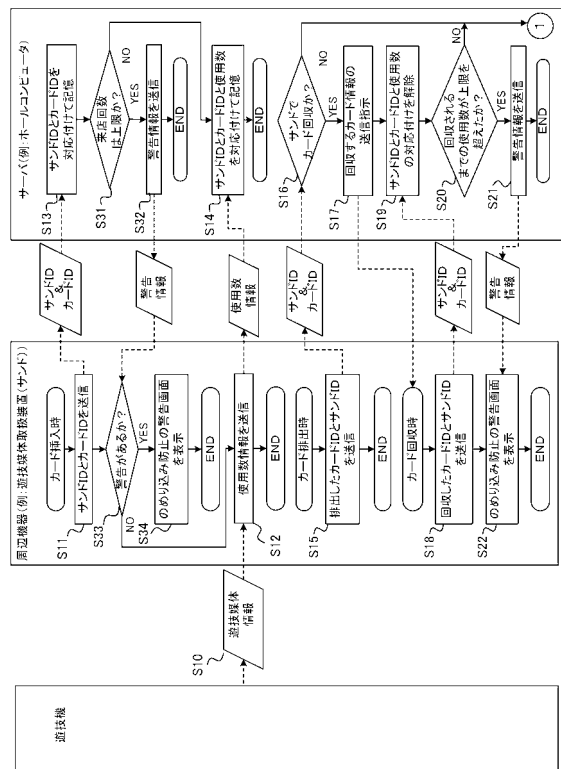 遊技機
S10
遊技媒体
情報
周辺機器(例:遊技媒体取扱装置(サンド))
カード挿入時
サンドIDとカードIDを送信
S11
警告があるか?
S33
NO
YES
のめり込み防止の警告画面
を表示
S34
END
使用数情報を送信
S12
END
カード排出時
排出したカードIDとサンドID
を送信
S15
END
カード回収時
回収したカードIDとサンドID
を送信
S18
のめり込み防止の警告画面
を表示
S22
END
サンドID
&
カードID
警告
情報
使用数
情報
サンドID
&
カードID
サンドID
&
カードID
警告
情報
サーバ(例:ホールコンピュータ)
サンドIDとカードIDを
対応付けて記憶
S13
来店回数
は上限か?
S31
NO
YES
警告情報を送信
S32
END
サンドIDとカードIDと使用数
を対応付けて記憶
S14
END
サンドで
カード回収か?
S16
NO
YES
回収するカード情報の
送信指示
S17
サンドIDとカードIDと使用数
の対応付けを解除
S19
回収される
までの使用数が上限を
超えたか?
S20
NO
YES
警告情報を送信
S21
END
1